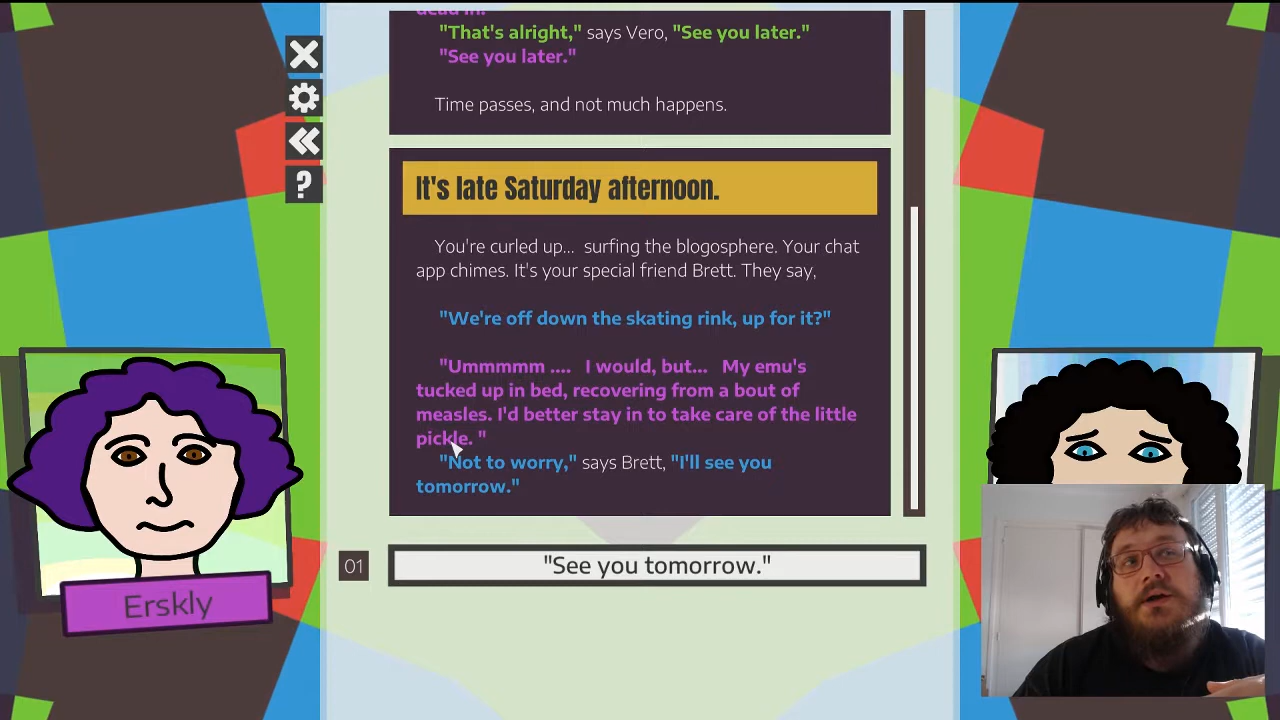 dead in."
"That's alright," says Vero, "See you later."
"See you later."
Time passes, and not much happens.
It's late Saturday afternoon.
You're curled up... surfing the blogosphere. Your chat
app chimes. It's your special friend Brett. They say,
"We're off down the skating rink, up for it?"
"Ummmmm .... I would, but... My emu's
tucked up in bed, recovering from a bout of
measles. I'd better stay in to take care of the little
pickle. "
"Not to worry," says Brett, "I'll see you
tomorrow."
01 "See you tomorrow."
Erskly
?